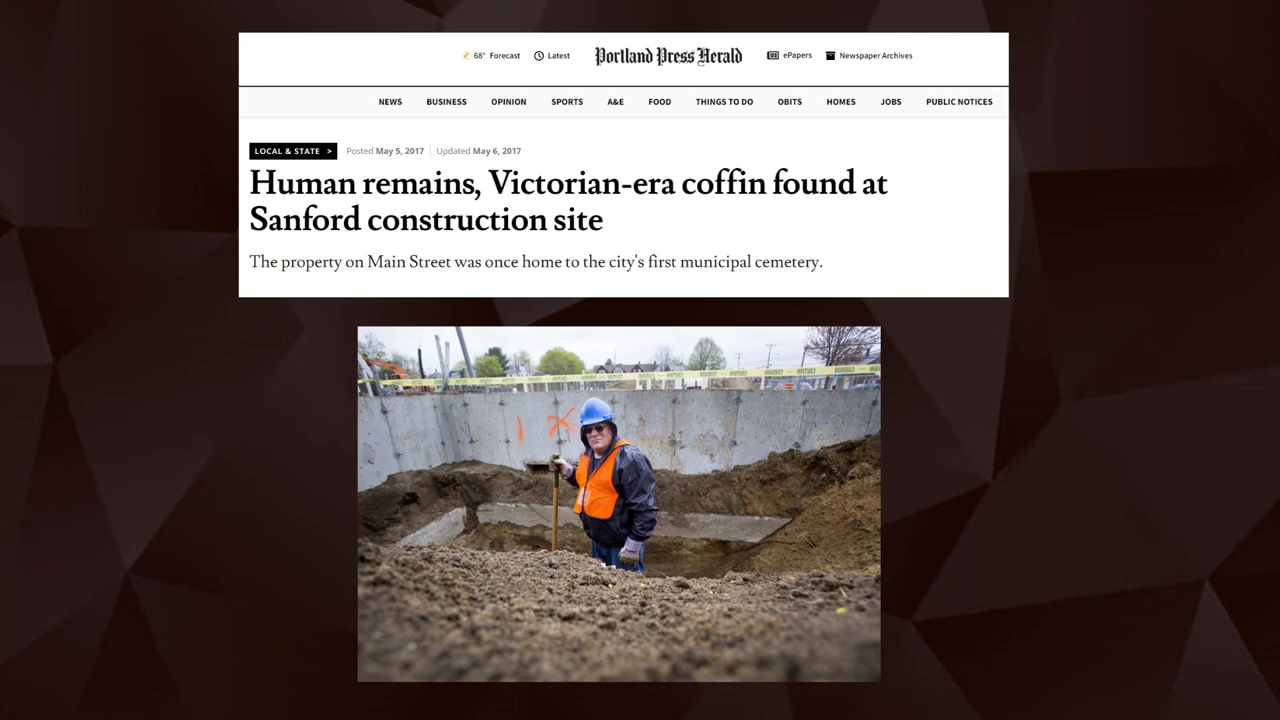 68° Forecast
Latest
Portland Press Herald
ePapers
Newspaper Archives
NEWS BUSINESS OPINION SPORTS A&E FOOD THINGS TO DO OBITS HOMES JOBS PUBLIC NOTICES
LOCAL & STATE >
Posted May 5, 2017 | Updated May 6, 2017
Human remains, Victorian-era coffin found at
Sanford construction site
The property on Main Street was once home to the city's first municipal cemetery.